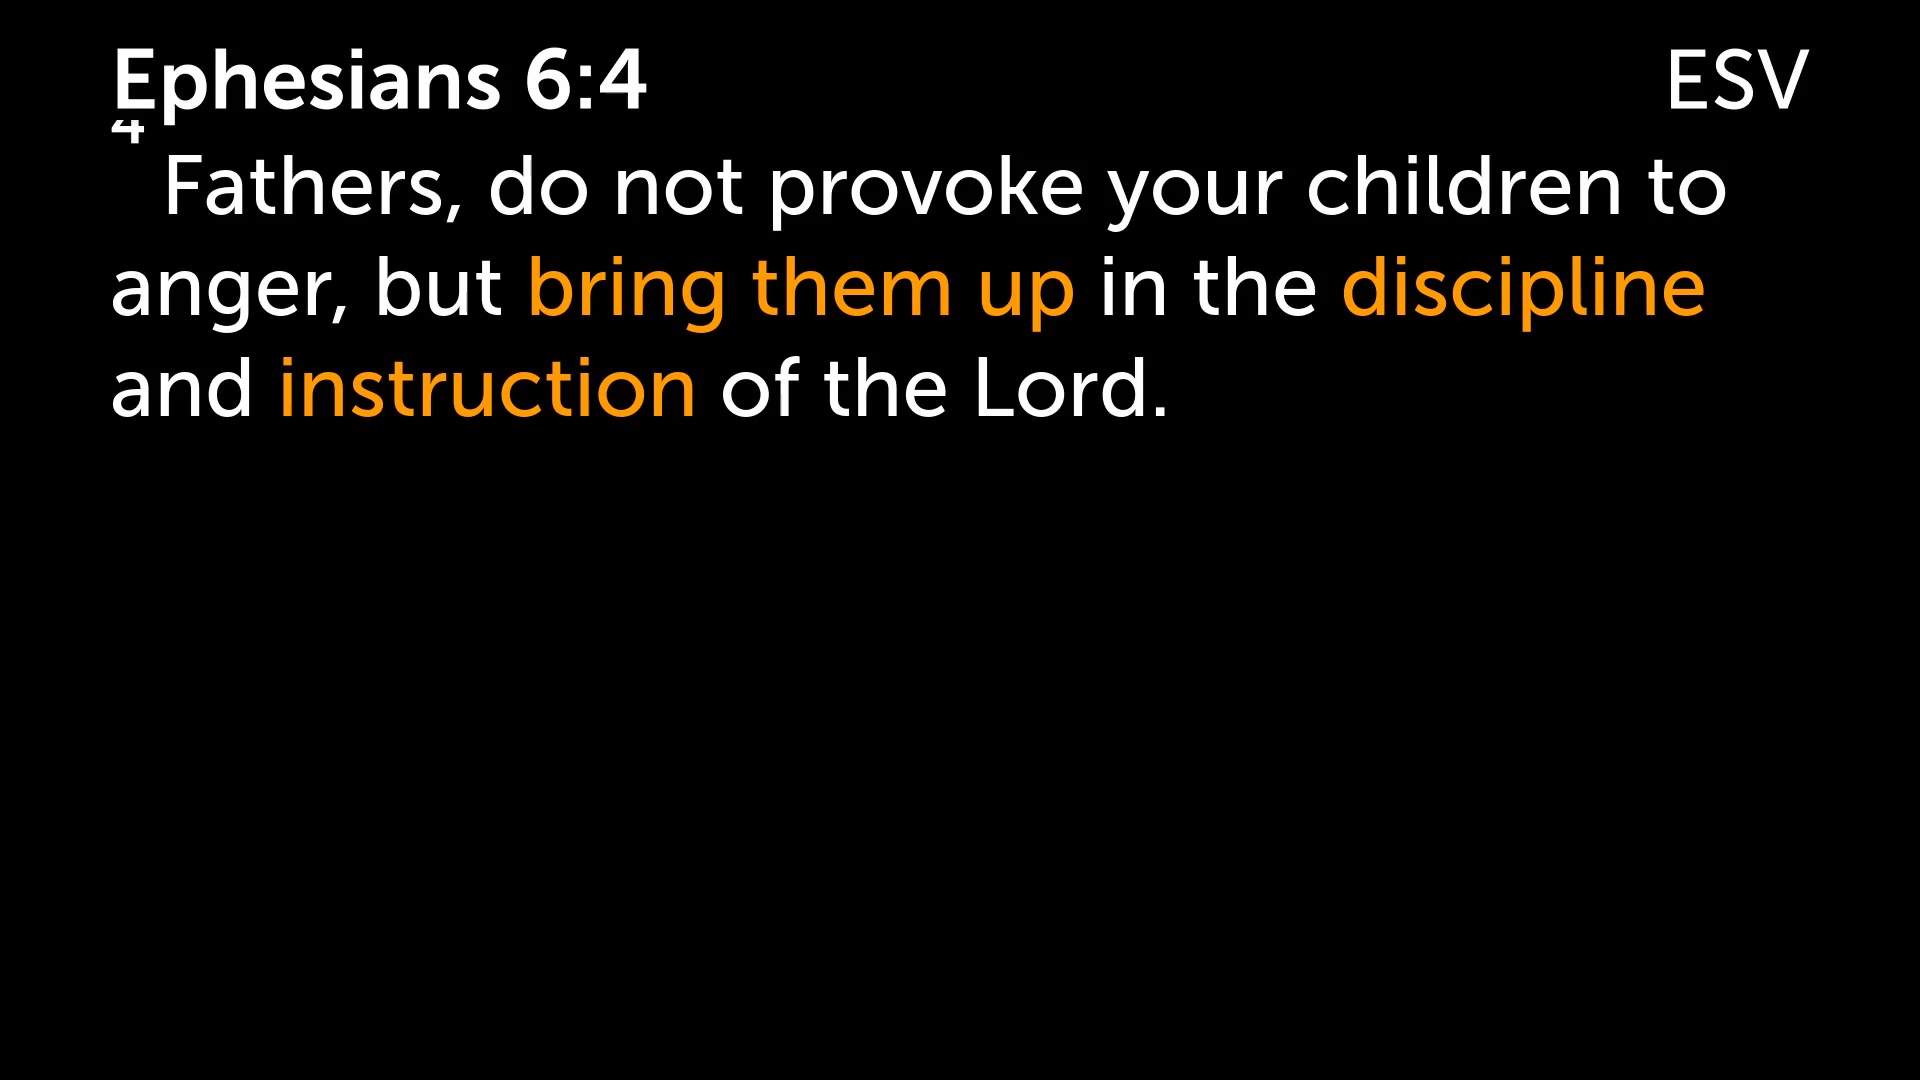 Ephesians 6:4 ESV
4 Fathers, do not provoke your children to
anger, but bring them up in the discipline
and instruction of the Lord.